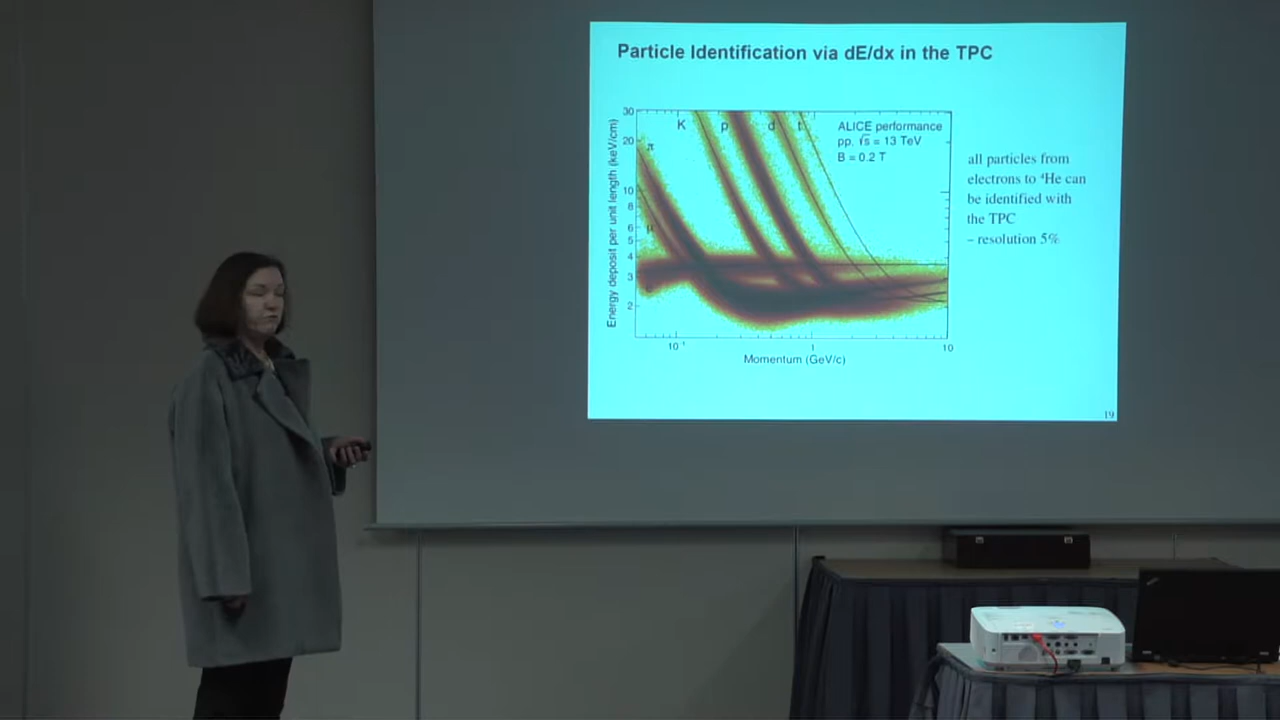 Particle Identification via dE/dx in the TPC
Energy deposit per unit length (keV/cm)
30
20
10
8
6
5
4
3
2
π
μ
e
K
p
d
t
ALICE performance
pp. √s = 13 TeV
B = 0.2 T
10⁻¹
1
10
Momentum (GeV/c)
all particles from
electrons to ⁴He can
be identified with
the TPC
– resolution 5%
19